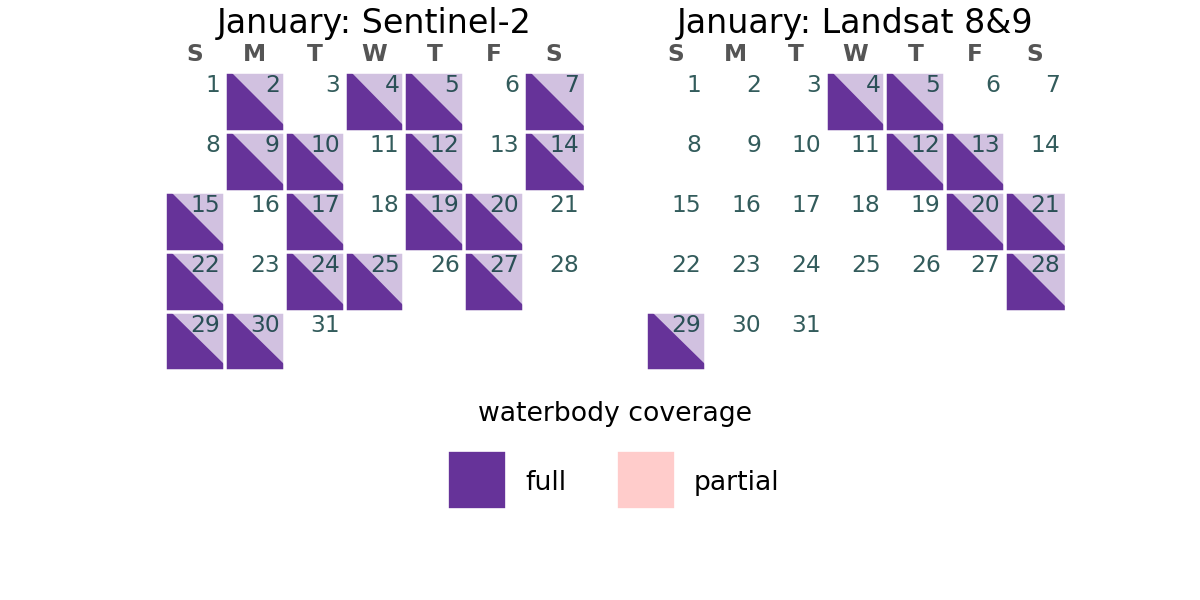 January: Sentinel-2
S M T W T F S
1 2 3 4 5 6 7
8 9 10 11 12 13 14
15 16 17 18 19 20 21
22 23 24 25 26 27 28
29 30 31
January: Landsat 8&9
S M T W T F S
1 2 3 4 5 6 7
8 9 10 11 12 13 14
15 16 17 18 19 20 21
22 23 24 25 26 27 28
29 30 31
waterbody coverage
full partial